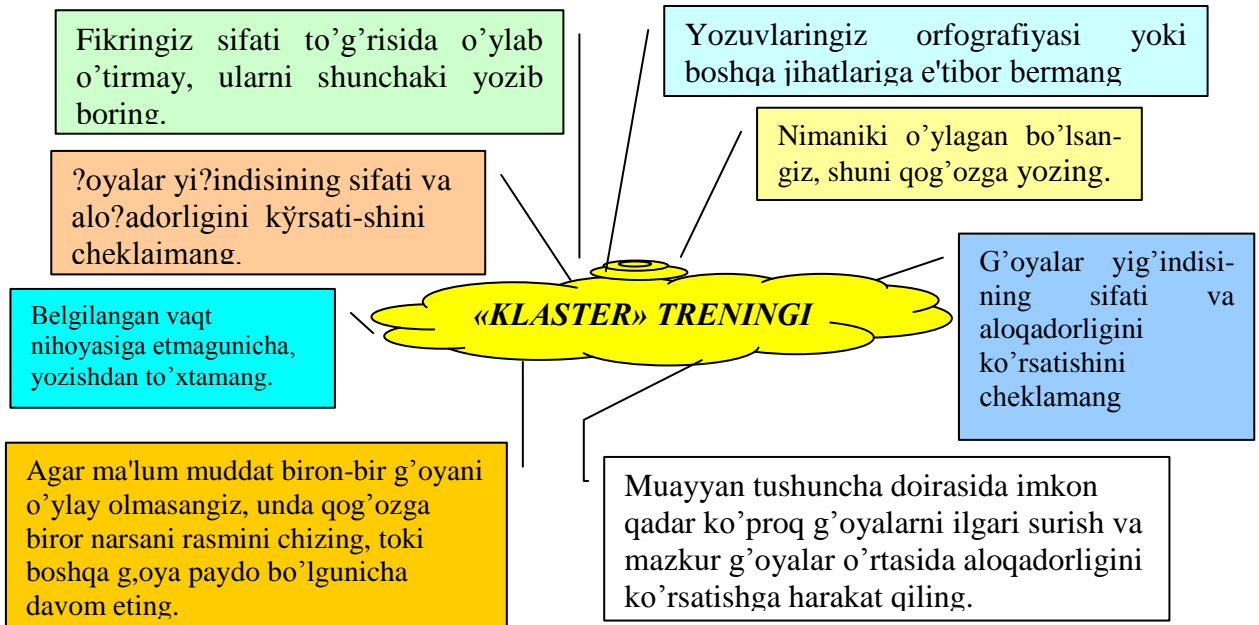 Fikringiz sifati to’g’risida o’ylab
o’tirmay, ularni shunchaki yozib
boring.
Yozuvlaringiz orfografiyasi yoki
boshqa jihatlariga e'tibor bermang
Nimaniki o’ylagan bo’lsan-
giz, shuni qog’ozga yozing.
?oyalar yi?indisining sifati va
alo?adorligini kўrsati-shini
cheklaimang.
G’oyalar yig’indisi-
ning sifati va
aloqadorligini
ko’rsatishini
cheklamang
«KLASTER» TRENINGI
Belgilangan vaqt
nihoyasiga etmagunicha,
yozishdan to’xtamang.
Agar ma'lum muddat biron-bir g’oyani
o’ylay olmasangiz, unda qog’ozga
biror narsani rasmini chizing, toki
boshqa g,oya paydo bo’lgunicha
davom eting.
Muayyan tushuncha doirasida imkon
qadar ko’proq g’oyalarni ilgari surish va
mazkur g’oyalar o’rtasida aloqadorligini
ko’rsatishga harakat qiling.